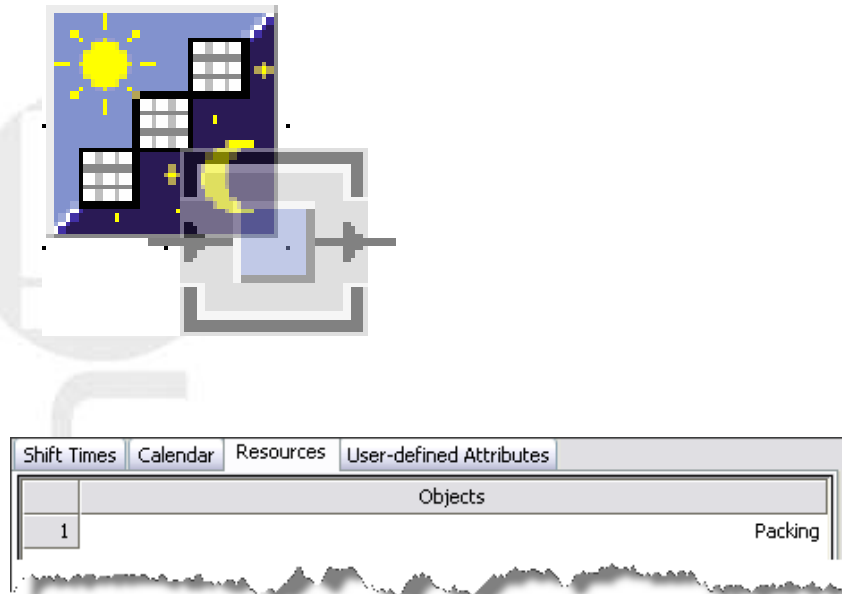 Shift Times Calendar Resources User-defined Attributes
Objects
1 Packing